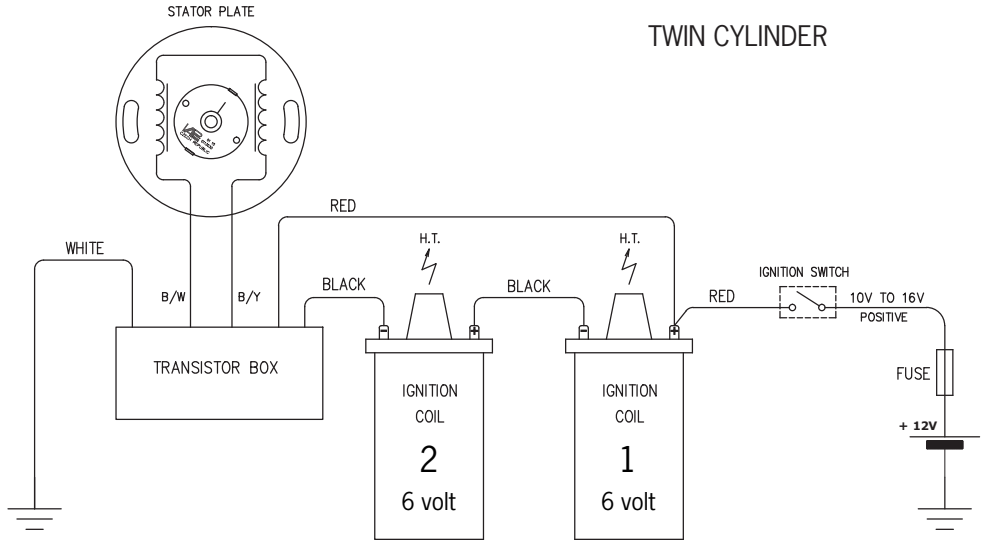 STATOR PLATE
TWIN CYLINDER
RED
WHITE
H.T.
H.T.
B/W
B/Y
BLACK
BLACK
RED
IGNITION SWITCH
10V TO 16V
POSITIVE
TRANSISTOR BOX
FUSE
- +
- +
IGNITION
COIL
2
6 volt
IGNITION
COIL
1
6 volt
+ 12V